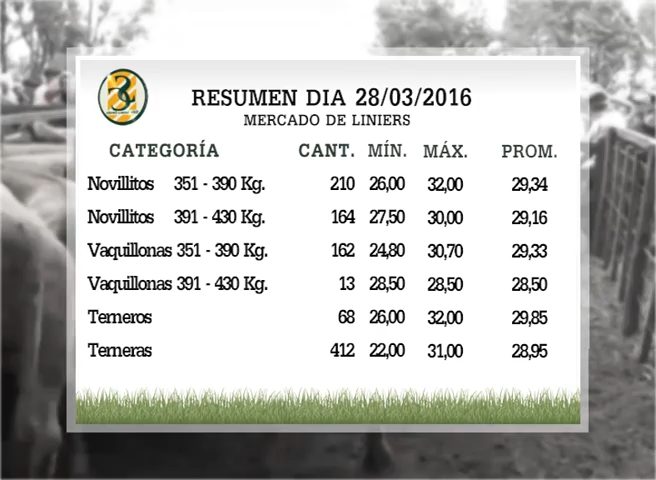 RESUMEN DIA 28/03/2016
MERCADO DE LINIERS
CATEGORÍA CANT. MÍN. MÁX. PROM.
Novillitos 351 - 390 Kg. 210 26,00 32,00 29,34
Novillitos 391 - 430 Kg. 164 27,50 30,00 29,16
Vaquillonas 351 - 390 Kg. 162 24,80 30,70 29,33
Vaquillonas 391 - 430 Kg. 13 28,50 28,50 28,50
Terneros 68 26,00 32,00 29,85
Terneras 412 22,00 31,00 28,95